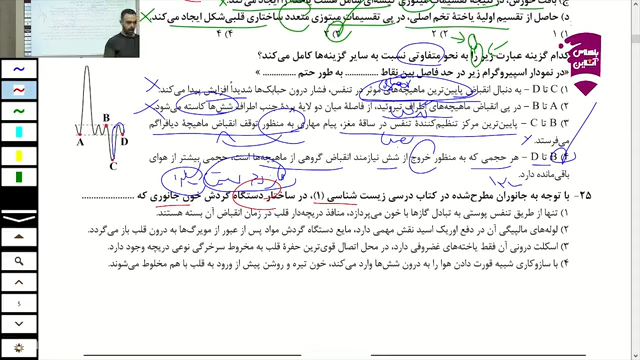 د) حاصل از تقسیم اولیهٔ یاختهٔ تخم اصلی، در پی تقسیمات میتوزی متعدد ساختاری قلبی‌شکل ایجاد می‌کند.
۱) ۱
۲) ۲
۳) ۳
۴) ۴
کدام گزینه عبارت زیر را به نحو متفاوتی نسبت به سایر گزینه‌ها کامل می‌کند؟
« در نمودار اسپیروگرام زیر در حد فاصل بین نقاط .......... به طور حتم .......... »
۱) C تا D – به دنبال انقباض پایین‌ترین ماهیچه‌های موثر در تنفس، فشار درون حبابک‌ها شدیداً افزایش پیدا می‌کند.
۲) A تا B – در پی انقباض ماهیچه‌های ناحیه، از فاصلهٔ میان دو لایهٔ پردهٔ جنب اطراف شش‌ها کاسته می‌شود.
۳) B تا C – پایین‌ترین مرکز تنظیم‌کنندهٔ تنفس در ساقهٔ مغز، پیام مهاری به منظور توقف انقباض ماهیچهٔ دیافراگم
می‌فرستد.
۴) B تا D – هر حجمی که به منظور خروج از شش نیازمند انقباض گروهی از ماهیچه‌ها است، حجمی بیشتر از هوای
باقی‌مانده دارد.
A B C D
۲۵- با توجه به جانوران مطرح‌شده در کتاب درسی زیست شناسی (۱)، در ساختار دستگاه گردش خون جانوری که ..........
۱) تنها از طریق تنفس پوستی به تبادل گازها با خون می‌پردازد، منافذ دریچه‌دار قلب در زمان انقباض آن بسته هستند.
۲) لوله‌های مالپیگی آن در دفع اوریک اسید نقش مهمی دارد، مایع دستگاه گردش مواد پس از عبور از مویرگ‌ها به درون قلب باز می‌گردد.
۳) اسکلت درونی آن فقط یاخته‌های غضروفی دارد، در محل اتصال قوی‌ترین حفرهٔ قلب به مخروط سرخرگی نوعی دریچه وجود دارد.
۴) با سازوکاری شبیه قورت دادن هوا را به درون شش‌ها وارد می‌کند، خون تیره و روشن پیش از ورود به قلب با هم مخلوط می‌شوند.